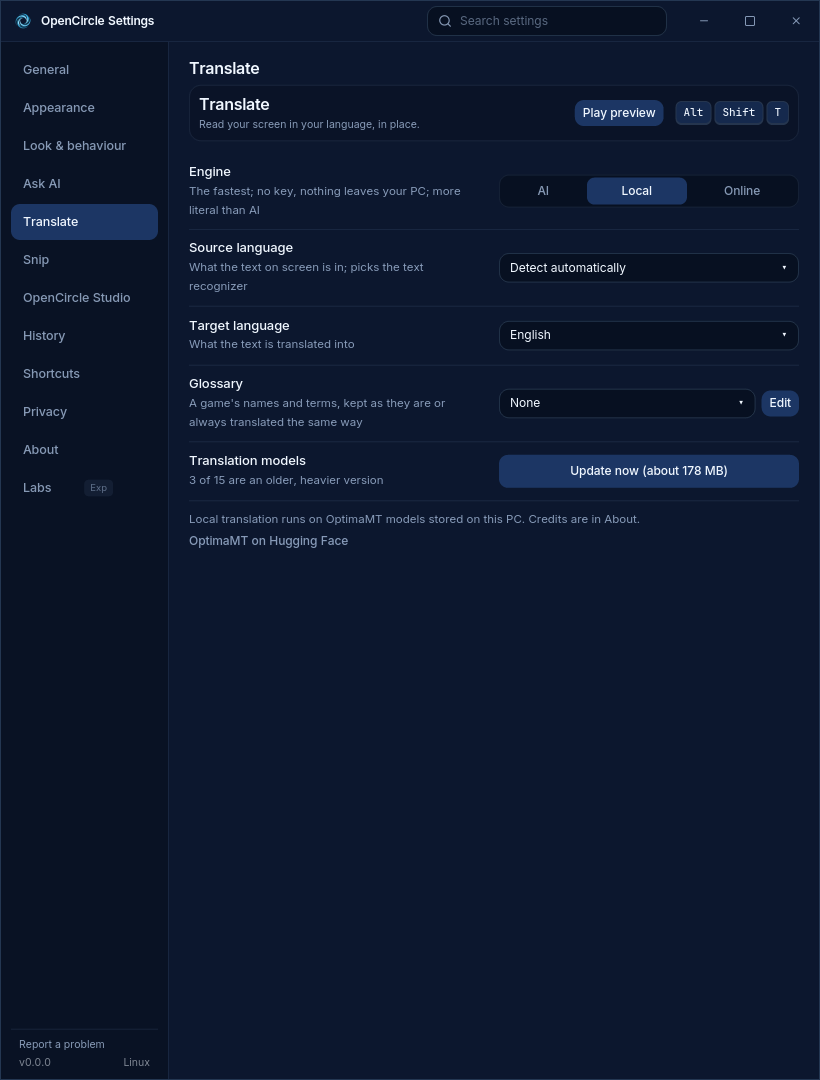 OpenCircle Settings
Search settings
General
Appearance
Look & behaviour
Ask AI
Translate
Snip
OpenCircle Studio
History
Shortcuts
Privacy
About
Labs Exp
Report a problem
v0.0.0 Linux
Translate
Translate
Read your screen in your language, in place.
Play preview Alt Shift T
Engine
The fastest; no key, nothing leaves your PC; more
literal than AI
AI Local Online
Source language
What the text on screen is in; picks the text
recognizer
Detect automatically
Target language
What the text is translated into
English
Glossary
A game's names and terms, kept as they are or
always translated the same way
None Edit
Translation models
3 of 15 are an older, heavier version
Update now (about 178 MB)
Local translation runs on OptimaMT models stored on this PC. Credits are in About.
OptimaMT on Hugging Face